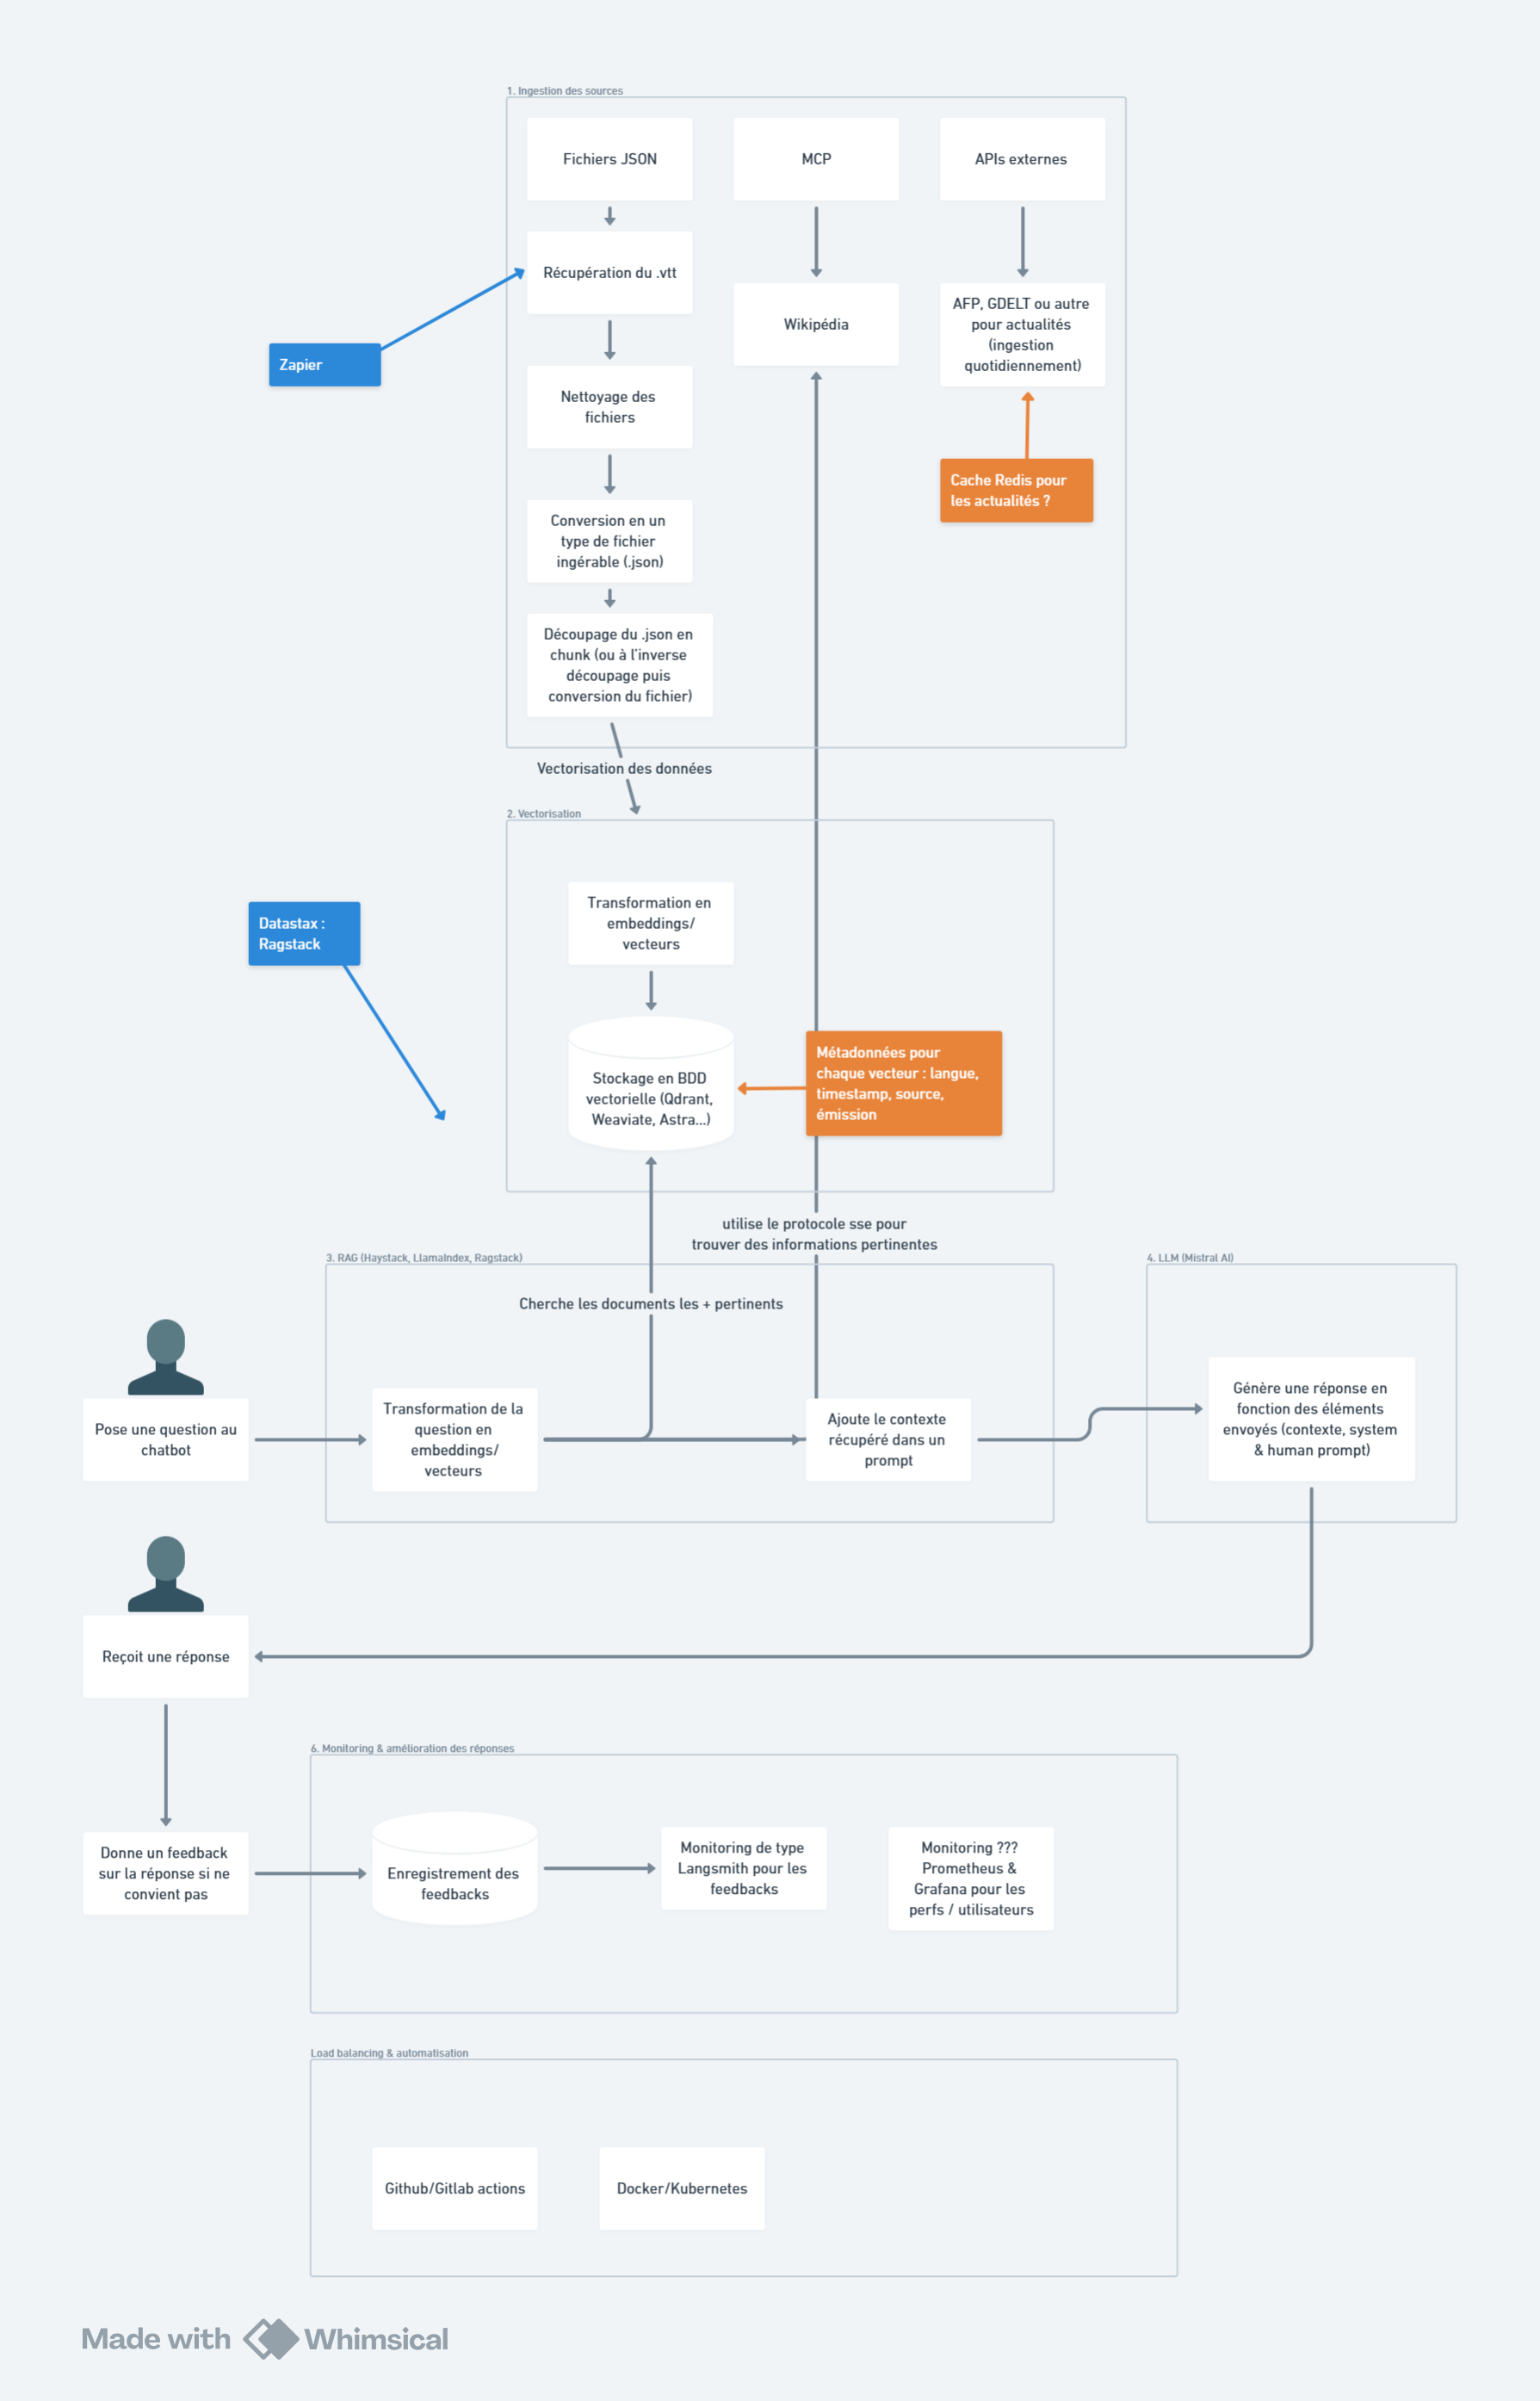 1. Ingestion des sources
Fichiers JSON
MCP
APIs externes
Récupération du .vtt
Zapier
Wikipédia
AFP, GDELT ou autre
pour actualités
(ingestion
quotidiennement)
Nettoyage des
fichiers
Cache Redis pour
les actualités ?
Conversion en un
type de fichier
ingérable (.json)
Découpage du .json en
chunk (ou à l'inverse
découpage puis
conversion du fichier)
Vectorisation des données
2. Vectorisation
Transformation en
embeddings/
vecteurs
Datastax :
Ragstack
Stockage en BDD
vectorielle (Qdrant,
Weaviate, Astra...)
Métadonnées pour
chaque vecteur : langue,
timestamp, source,
émission
utilise le protocole sse pour
trouver des informations pertinentes
3. RAG (Haystack, LlamaIndex, Ragstack)
4. LLM (Mistral AI)
Cherche les documents les + pertinents
Pose une question au
chatbot
Transformation de la
question en
embeddings/
vecteurs
Ajoute le contexte
récupéré dans un
prompt
Génère une réponse en
fonction des éléments
envoyés (contexte, system
& human prompt)
Reçoit une réponse
6. Monitoring & amélioration des réponses
Donne un feedback
sur la réponse si ne
convient pas
Enregistrement des
feedbacks
Monitoring de type
Langsmith pour les
feedbacks
Monitoring ???
Prometheus &
Grafana pour les
perfs / utilisateurs
Load balancing & automatisation
Github/Gitlab actions
Docker/Kubernetes
Made with Whimsical